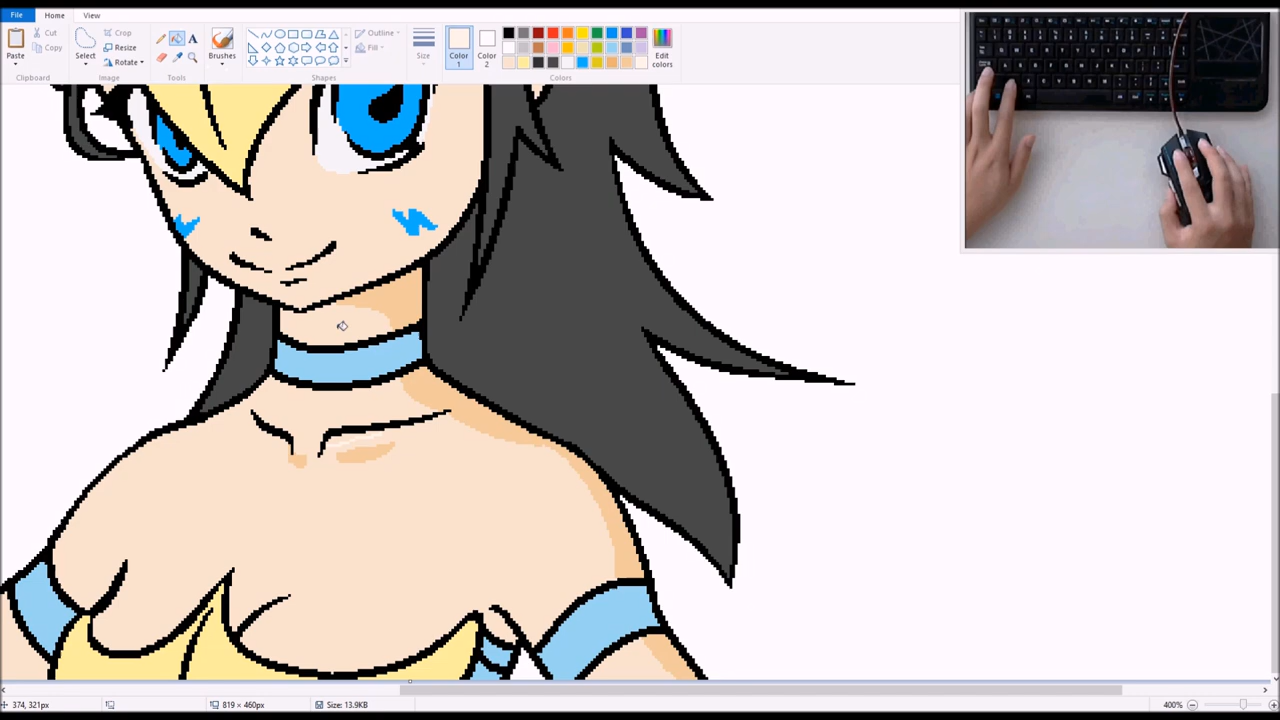 File Home View
Paste
Cut
Copy
Clipboard
Select
Crop
Resize
Rotate
Image
A
Tools
Brushes
Outline
Fill
Shapes
Size
Color 1
Color 2
Edit colors
Colors
374, 321px
819 × 460px
Size: 13.9KB
400%